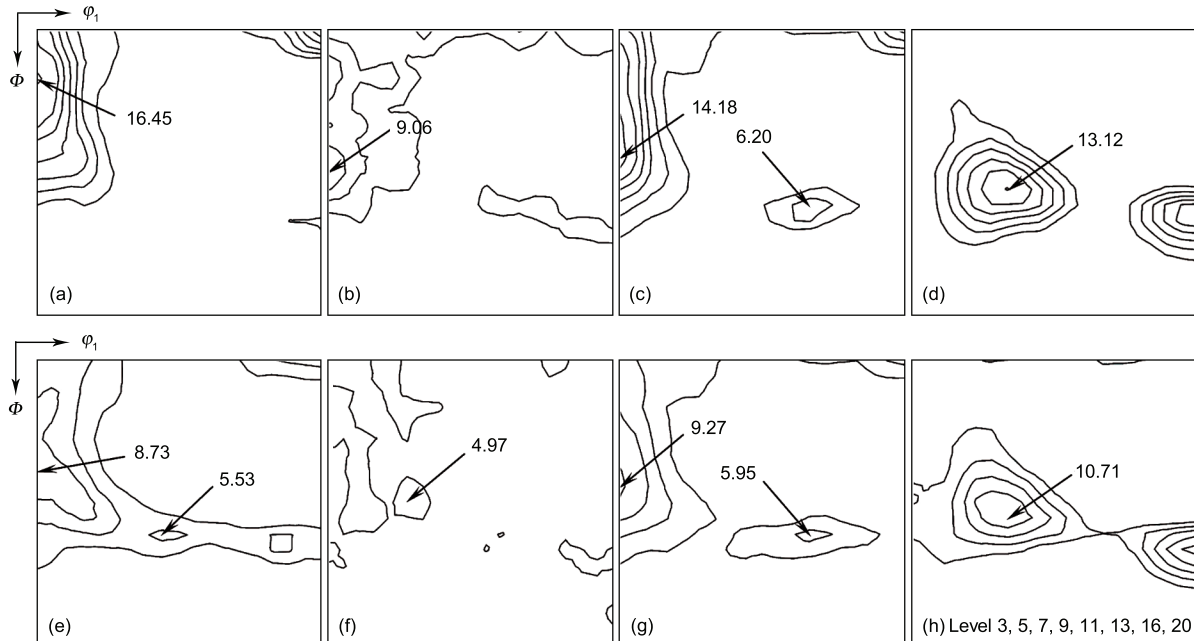 φ₁
Φ
16.45
(a)
9.06
(b)
14.18
6.20
(c)
13.12
(d)
φ₁
Φ
8.73
5.53
(e)
4.97
(f)
9.27
5.95
(g)
10.71
(h) Level 3, 5, 7, 9, 11, 13, 16, 20